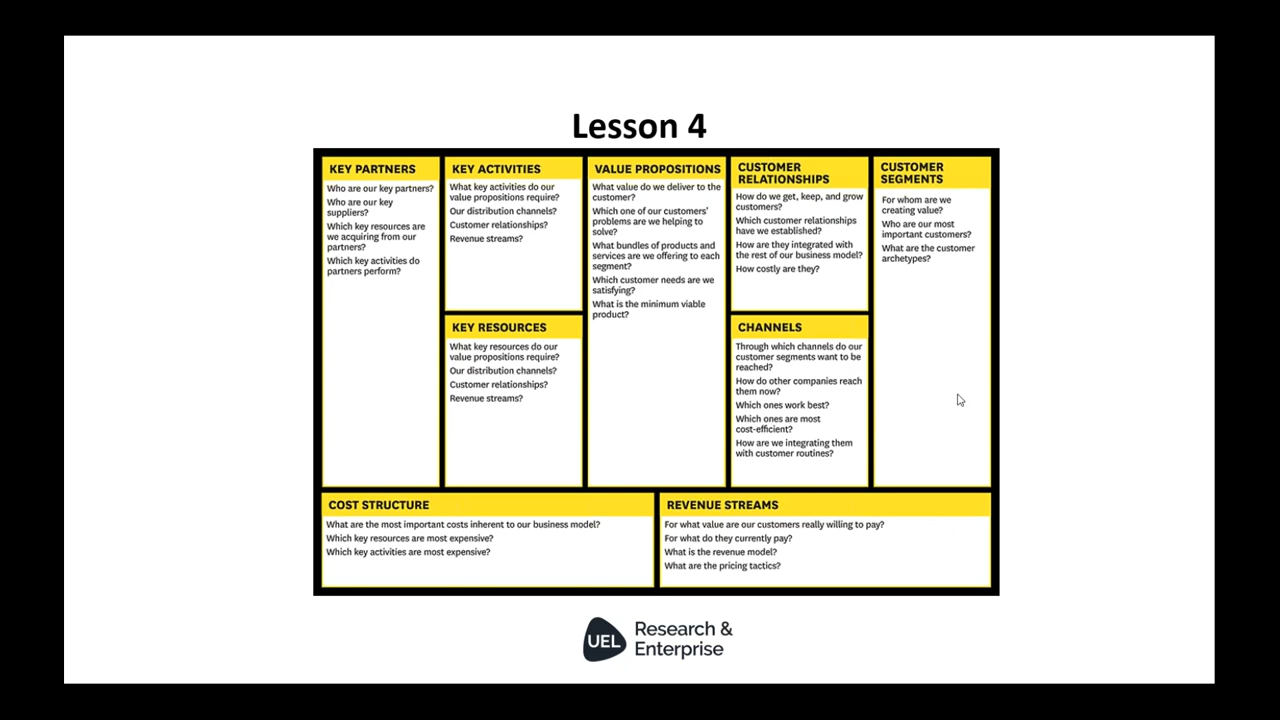 Lesson 4
KEY PARTNERS
Who are our key partners?
Who are our key
suppliers?
Which key resources are
we acquiring from our
partners?
Which key activities do
partners perform?
KEY ACTIVITIES
What key activities do our
value propositions require?
Our distribution channels?
Customer relationships?
Revenue streams?
KEY RESOURCES
What key resources do our
value propositions require?
Our distribution channels?
Customer relationships?
Revenue streams?
VALUE PROPOSITIONS
What value do we deliver to the
customer?
Which one of our customers’
problems are we helping to
solve?
What bundles of products and
services are we offering to each
segment?
Which customer needs are we
satisfying?
What is the minimum viable
product?
CUSTOMER
RELATIONSHIPS
How do we get, keep, and grow
customers?
Which customer relationships
have we established?
How are they integrated with
the rest of our business model?
How costly are they?
CHANNELS
Through which channels do our
customer segments want to be
reached?
How do other companies reach
them now?
Which ones work best?
Which ones are most
cost-efficient?
How are we integrating them
with customer routines?
CUSTOMER
SEGMENTS
For whom are we
creating value?
Who are our most
important customers?
What are the customer
archetypes?
COST STRUCTURE
What are the most important costs inherent to our business model?
Which key resources are most expensive?
Which key activities are most expensive?
REVENUE STREAMS
For what value are our customers really willing to pay?
For what do they currently pay?
What is the revenue model?
What are the pricing tactics?
UEL
Research &
Enterprise